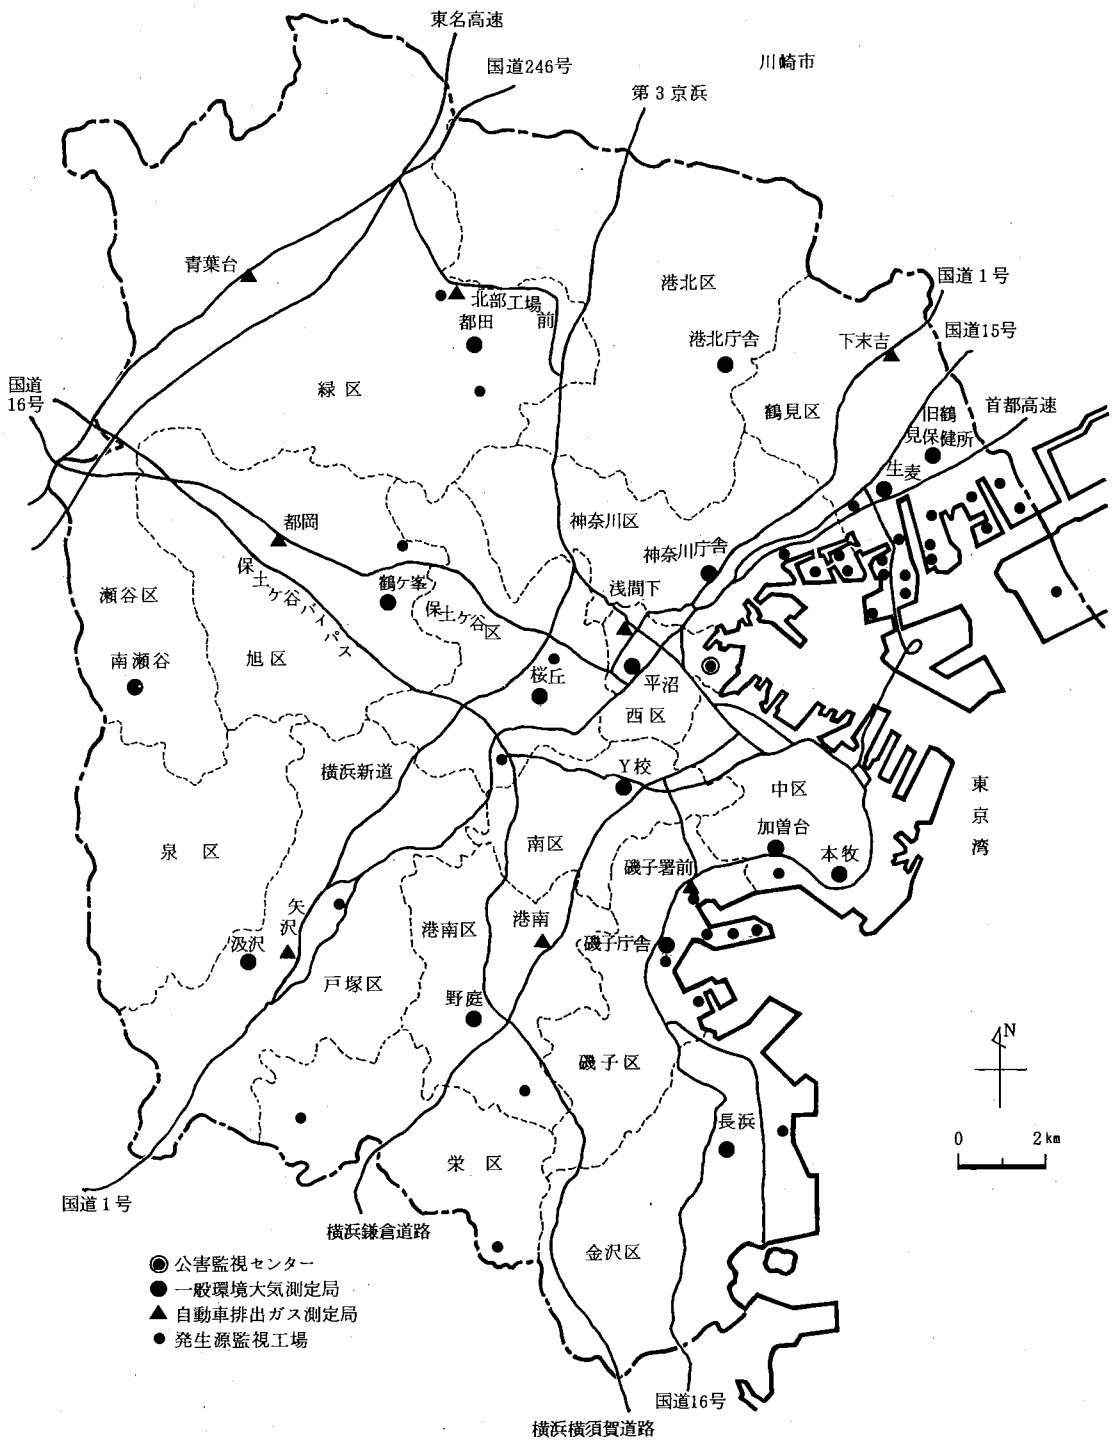 東名高速
国道246号
川崎市
第3京浜
青葉台
港北区
国道1号
北部工場
前
都田
港北庁舎
下末吉
国道15号
国道
16号
緑区
鶴見区
首都高速
旧鶴
見保健所
生麦
都岡
神奈川区
神奈川庁舎
保土ケ谷バイパス
鶴ケ峯
浅間下
瀬谷区
保土ケ谷区
南瀬谷
旭区
桜丘
平沼
西区
横浜新道
Y校
中区
東京湾
泉区
南区
加曽台
本牧
磯子署前
矢沢
港南区
港南
汲沢
磯子庁舎
戸塚区
野庭
N
磯子区
長浜
0 2km
栄区
国道1号
横浜鎌倉道路
金沢区
公害監視センター
一般環境大気測定局
自動車排出ガス測定局
発生源監視工場
国道16号
横浜横須賀道路